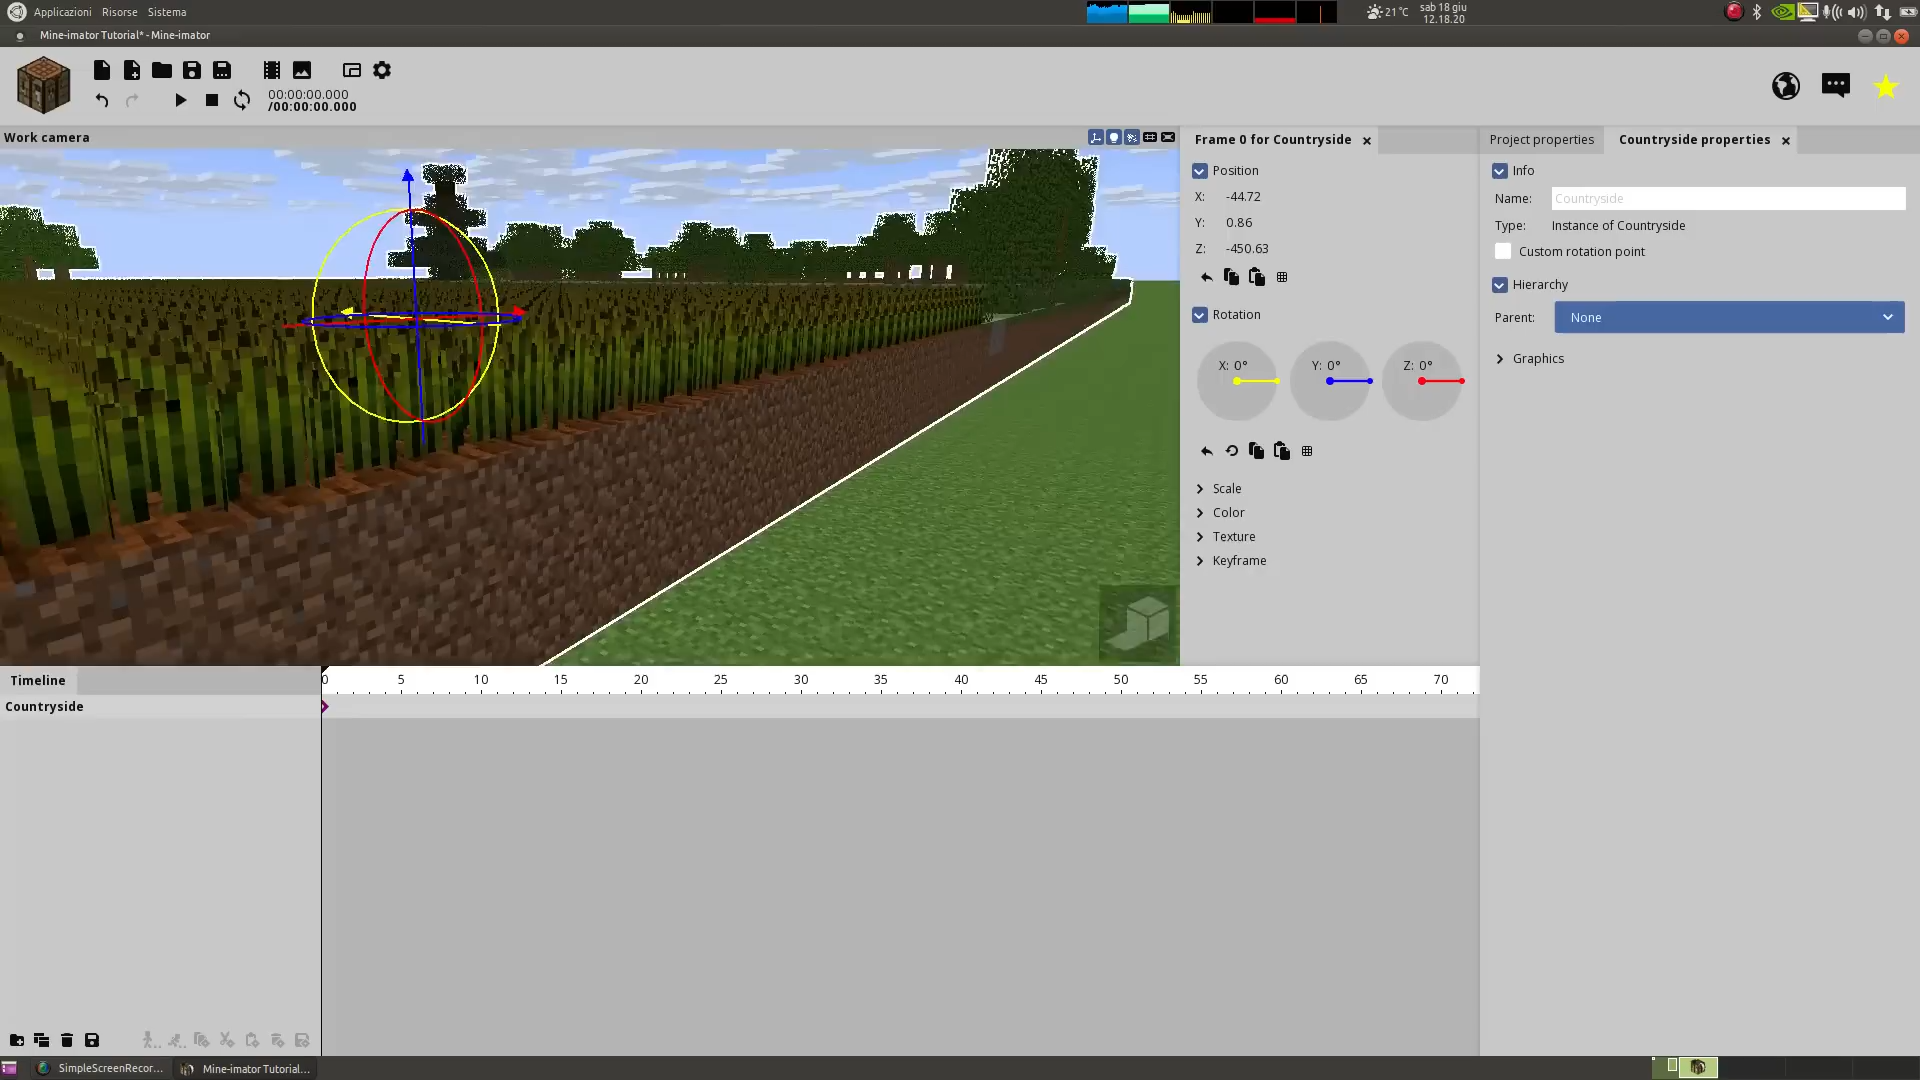 Applicazioni Risorse Sistema
21°C
sab 18 giu
12.18.20
Mine-imator Tutorial* - Mine-imator
00:00:00.000
/00:00:00.000
Work camera
Frame 0 for Countryside
Project properties
Countryside properties
Position
X: -44.72
Y: 0.86
Z: -450.63
Rotation
X: 0°
Y: 0°
Z: 0°
Scale
Color
Texture
Keyframe
Info
Name: Countryside
Type: Instance of Countryside
Custom rotation point
Hierarchy
Parent: None
Graphics
Timeline
0 5 10 15 20 25 30 35 40 45 50 55 60 65 70
Countryside
SimpleScreenRecor...
Mine-imator Tutorial...